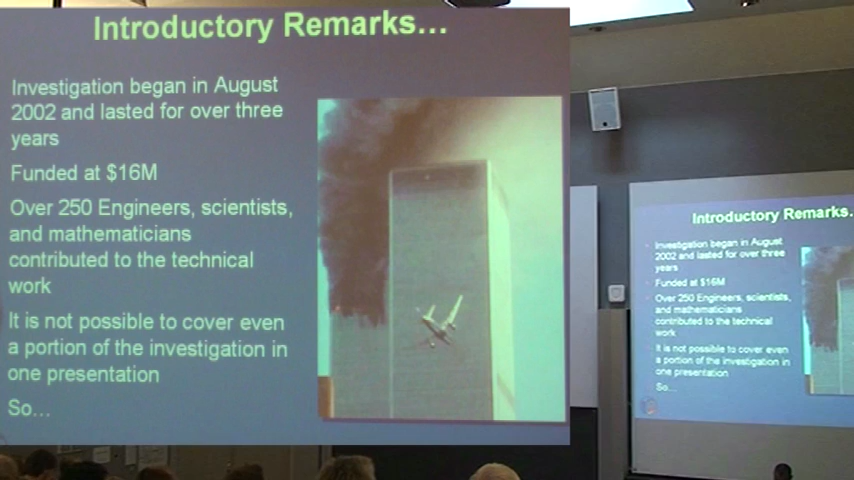 Introductory Remarks...
Investigation began in August
2002 and lasted for over three
years
Funded at $16M
Over 250 Engineers, scientists,
and mathematicians
contributed to the technical
work
It is not possible to cover even
a portion of the investigation in
one presentation
So...
Introductory Remarks...
Investigation began in August
2002 and lasted for over three
years
Funded at $16M
Over 250 Engineers, scientists,
and mathematicians
contributed to the technical
work
It is not possible to cover even
a portion of the investigation in
one presentation
So...